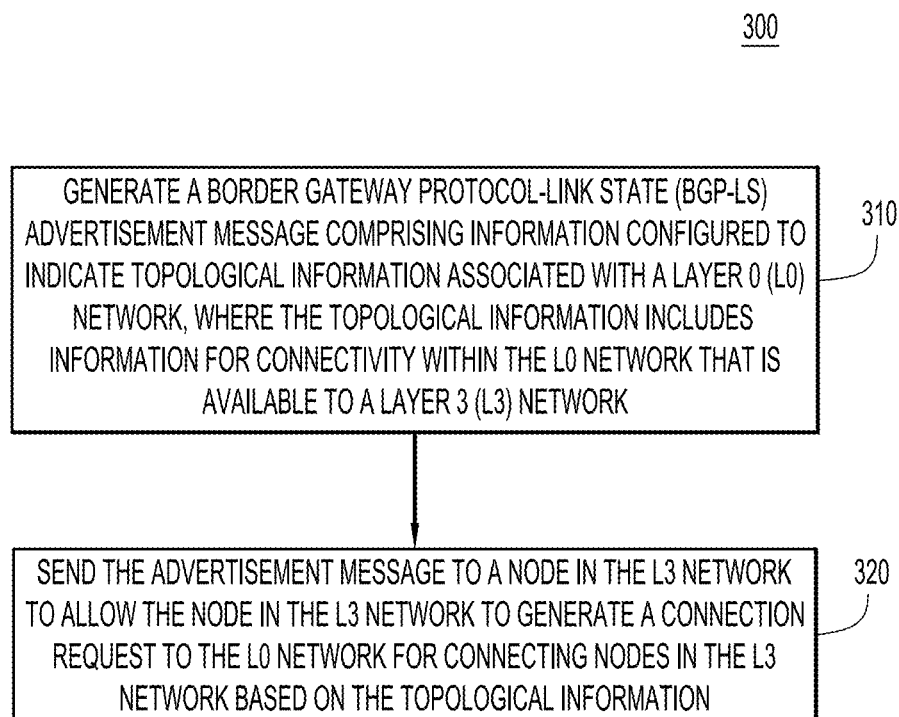 300
GENERATE A BORDER GATEWAY PROTOCOL-LINK STATE (BGP-LS)
ADVERTISEMENT MESSAGE COMPRISING INFORMATION CONFIGURED TO
INDICATE TOPOLOGICAL INFORMATION ASSOCIATED WITH A LAYER 0 (L0)
NETWORK, WHERE THE TOPOLOGICAL INFORMATION INCLUDES
INFORMATION FOR CONNECTIVITY WITHIN THE L0 NETWORK THAT IS
AVAILABLE TO A LAYER 3 (L3) NETWORK
310
SEND THE ADVERTISEMENT MESSAGE TO A NODE IN THE L3 NETWORK
TO ALLOW THE NODE IN THE L3 NETWORK TO GENERATE A CONNECTION
REQUEST TO THE L0 NETWORK FOR CONNECTING NODES IN THE L3
NETWORK BASED ON THE TOPOLOGICAL INFORMATION
320